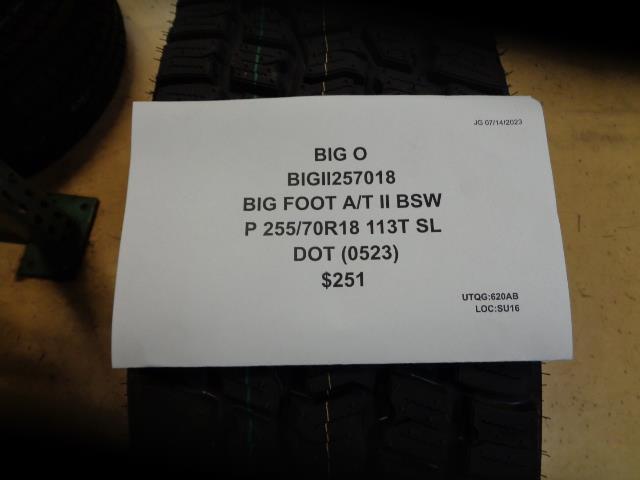 JG 07/14/2023
BIG O
BIGII257018
BIG FOOT A/T II BSW
P 255/70R18 113T SL
DOT (0523)
$251
UTQG:620AB
LOC:SU16